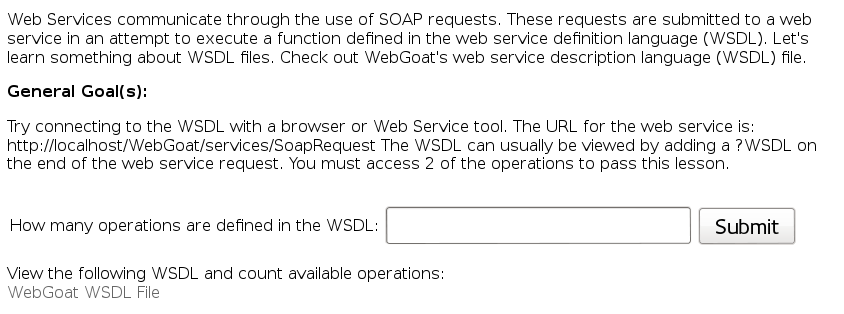 Web Services communicate through the use of SOAP requests. These requests are submitted to a web
service in an attempt to execute a function defined in the web service definition language (WSDL). Let's
learn something about WSDL files. Check out WebGoat's web service description language (WSDL) file.
General Goal(s):
Try connecting to the WSDL with a browser or Web Service tool. The URL for the web service is:
http://localhost/WebGoat/services/SoapRequest The WSDL can usually be viewed by adding a ?WSDL on
the end of the web service request. You must access 2 of the operations to pass this lesson.
How many operations are defined in the WSDL: Submit
View the following WSDL and count available operations:
WebGoat WSDL File